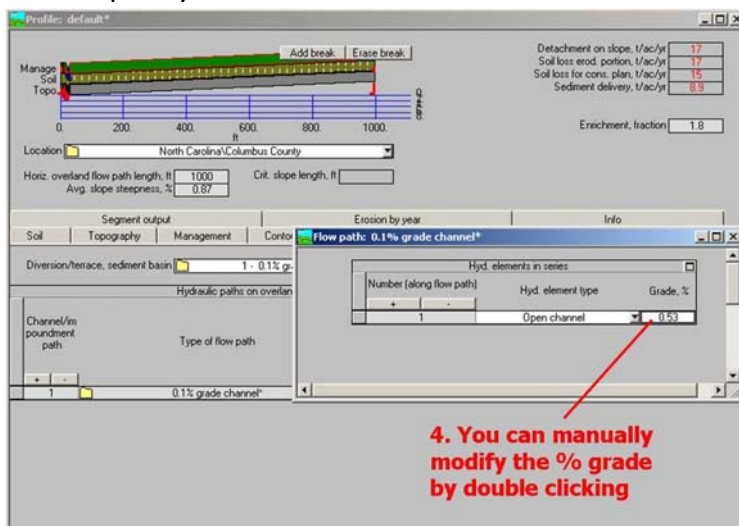 Profile: default*
Add break Erase break
Manage
Soil
Topo.
0. 200. 400. 600. 800. 1000.
ft
Detachment on slope, t/ac/yr 17
Soil loss erod. portion, t/ac/yr 17
Soil loss for cons. plan, t/ac/yr 15
Sediment delivery, t/ac/yr 8.9
Enrichment, fraction 1.8
Location North Carolina\Columbus County
Horiz. overland flow path length, ft 1000 Crit. slope length, ft
Avg. slope steepness, % 0.87
Segment output Erosion by year Info
Soil Topography Management Contou
Diversion/terrace, sediment basin 1 - 0.1% gr
Hydraulic paths on overlan
Channel/im
poundment
path
Type of flow path
+ -
1 0.1% grade channel*
Flow path: 0.1% grade channel*
Hyd. elements in series
Number (along flow path) Hyd. element type Grade, %
+ -
1 Open channel 0.53
4. You can manually
modify the % grade
by double clicking